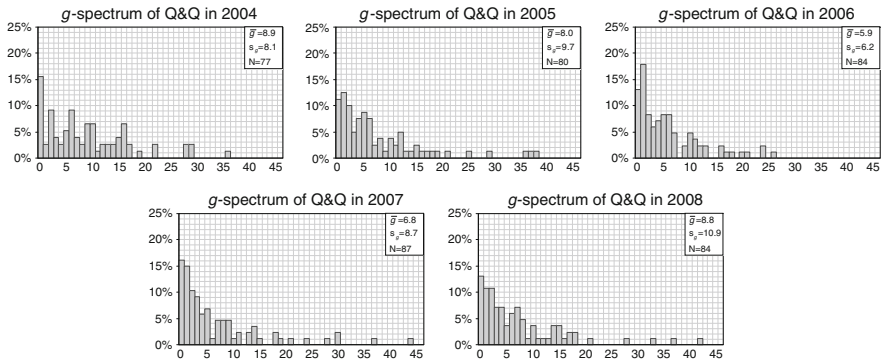 g-spectrum of Q&Q in 2004
25%
20%
15%
10%
5%
0%
0 5 10 15 20 25 30 35 40 45
g̅=8.9
s_g=8.1
N=77
g-spectrum of Q&Q in 2005
25%
20%
15%
10%
5%
0%
0 5 10 15 20 25 30 35 40 45
g̅=8.0
s_g=9.7
N=80
g-spectrum of Q&Q in 2006
25%
20%
15%
10%
5%
0%
0 5 10 15 20 25 30 35 40 45
g̅=5.9
s_g=6.2
N=84
g-spectrum of Q&Q in 2007
25%
20%
15%
10%
5%
0%
0 5 10 15 20 25 30 35 40 45
g̅=6.8
s_g=8.7
N=87
g-spectrum of Q&Q in 2008
25%
20%
15%
10%
5%
0%
0 5 10 15 20 25 30 35 40 45
g̅=8.8
s_g=10.9
N=84